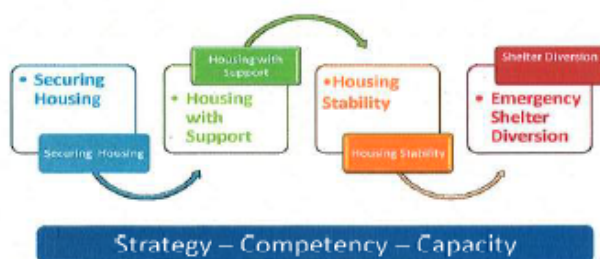 Housing with
Support
Shelter Diversion
• Securing
Housing
• Housing
with
Support
•Housing
Stability
• Emergency
Shelter
Diversion
Securing Housing
Housing Stability
Strategy – Competency – Capacity